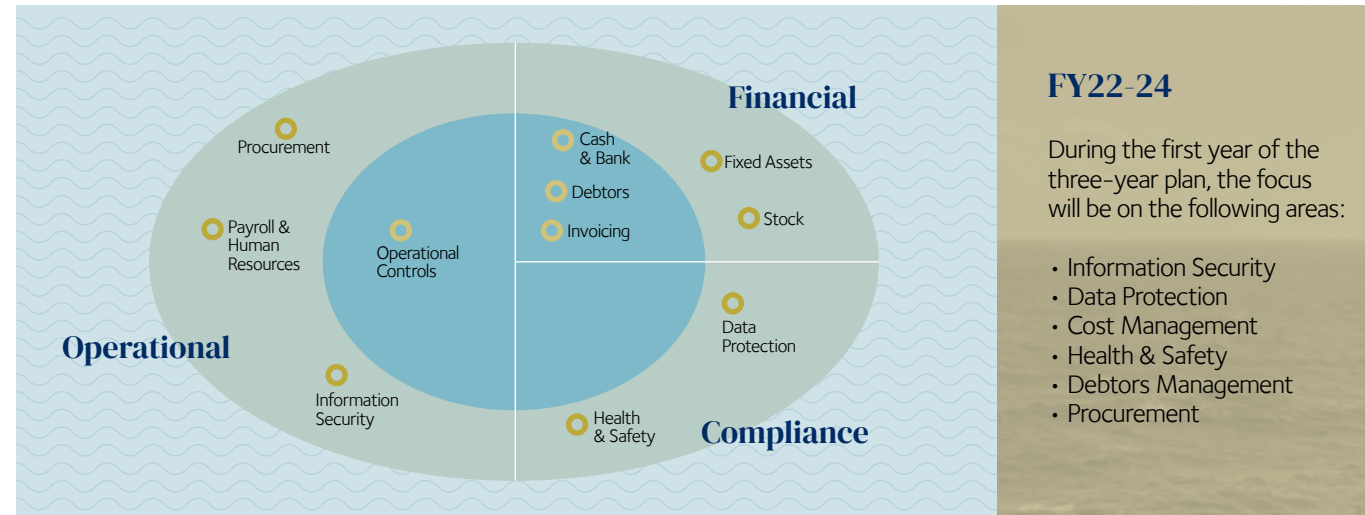 Financial
Cash
& Bank
Debtors
Invoicing
Fixed Assets
Stock
Procurement
Payroll &
Human
Resources
Operational
Controls
Operational
Information
Security
Data
Protection
Health
& Safety
Compliance
FY22-24
During the first year of the
three-year plan, the focus
will be on the following areas:
• Information Security
• Data Protection
• Cost Management
• Health & Safety
• Debtors Management
• Procurement